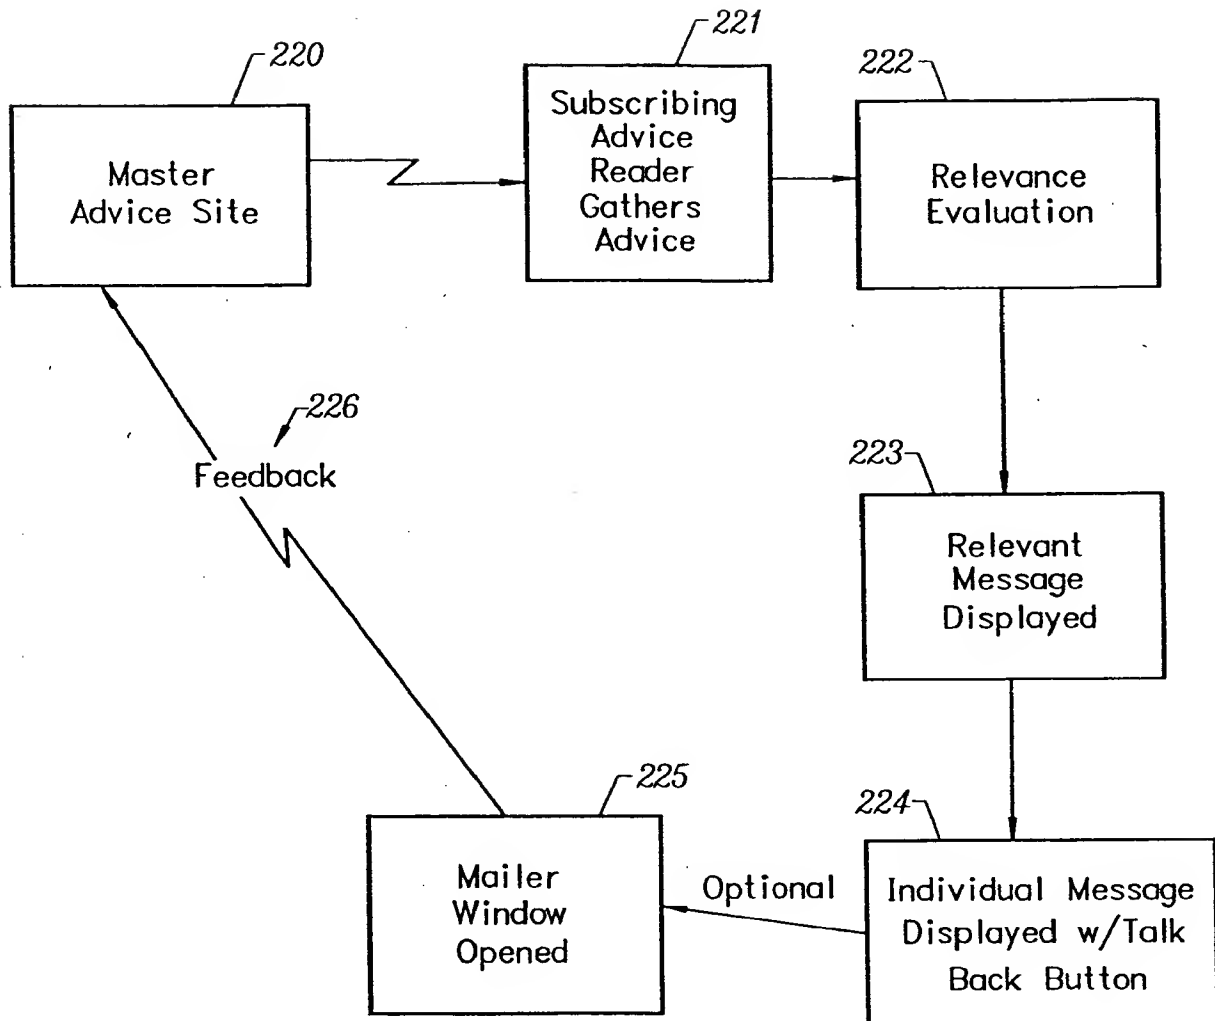 220
Master
Advice Site
221
Subscribing
Advice
Reader
Gathers
Advice
222
Relevance
Evaluation
223
Relevant
Message
Displayed
224
Individual Message
Displayed w/Talk
Back Button
Optional
225
Mailer
Window
Opened
226
Feedback